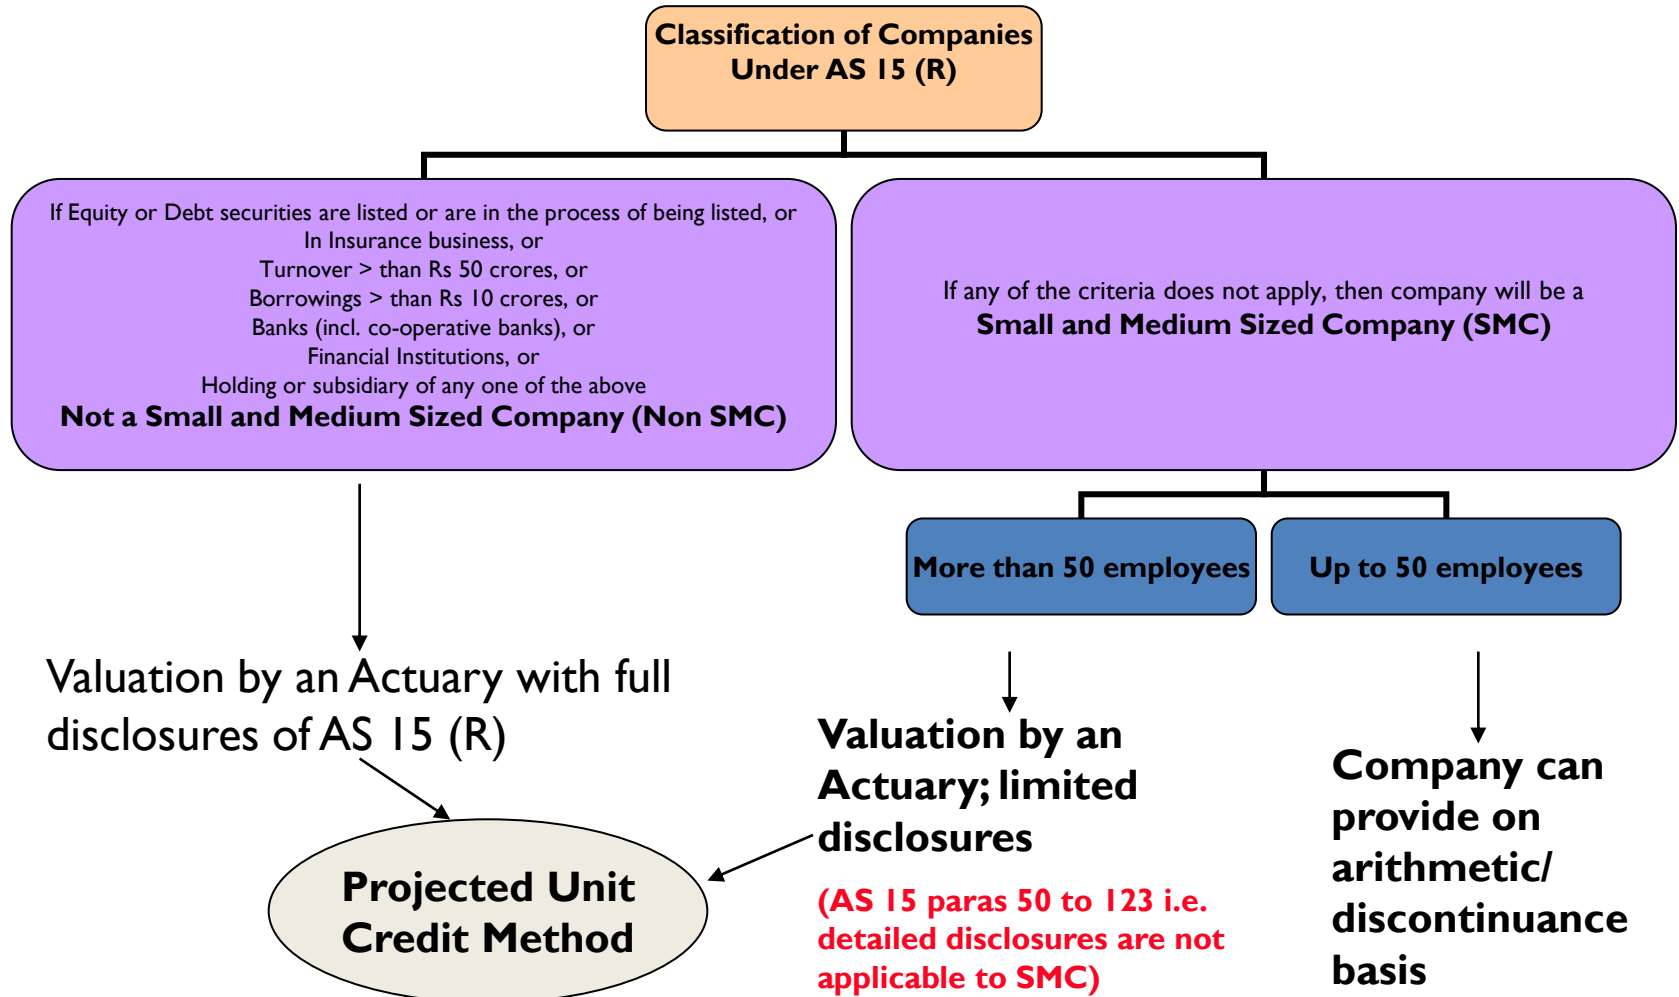 Classification of Companies
Under AS 15 (R)
If Equity or Debt securities are listed or are in the process of being listed, or
In Insurance business, or
Turnover > than Rs 50 crores, or
Borrowings > than Rs 10 crores, or
Banks (incl. co-operative banks), or
Financial Institutions, or
Holding or subsidiary of any one of the above
Not a Small and Medium Sized Company (Non SMC)
If any of the criteria does not apply, then company will be a
Small and Medium Sized Company (SMC)
More than 50 employees
Up to 50 employees
Valuation by an Actuary with full
disclosures of AS 15 (R)
Valuation by an
Actuary; limited
disclosures
(AS 15 paras 50 to 123 i.e.
detailed disclosures are not
applicable to SMC)
Company can
provide on
arithmetic/
discontinuance
basis
Projected Unit
Credit Method